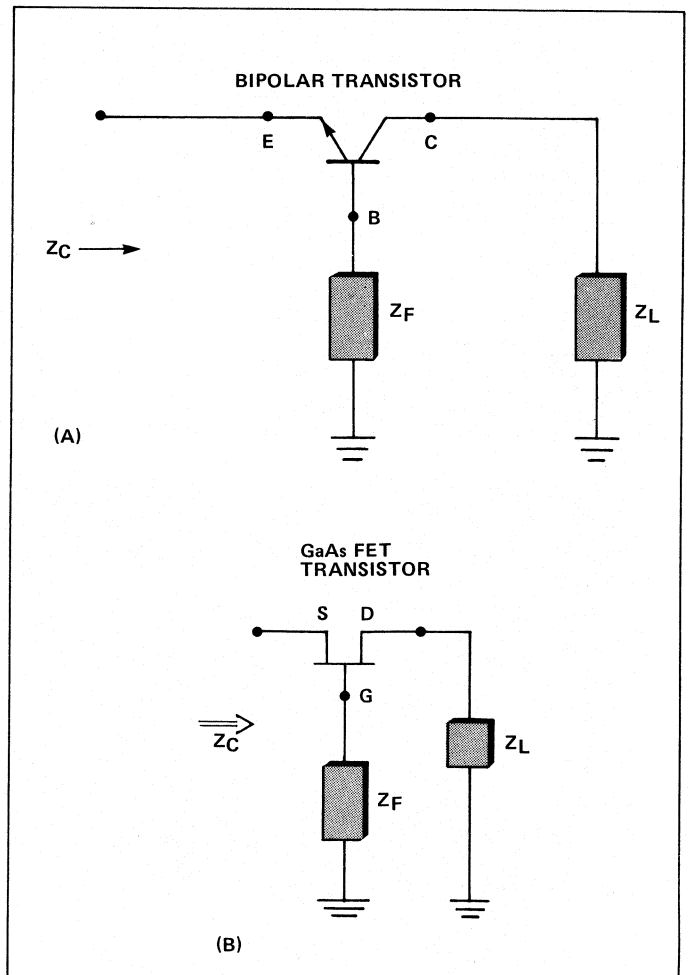 BIPOLAR TRANSISTOR
E
C
B
ZC
ZF
ZL
(A)
GaAs FET
TRANSISTOR
S
D
G
ZC
ZL
ZF
(B)